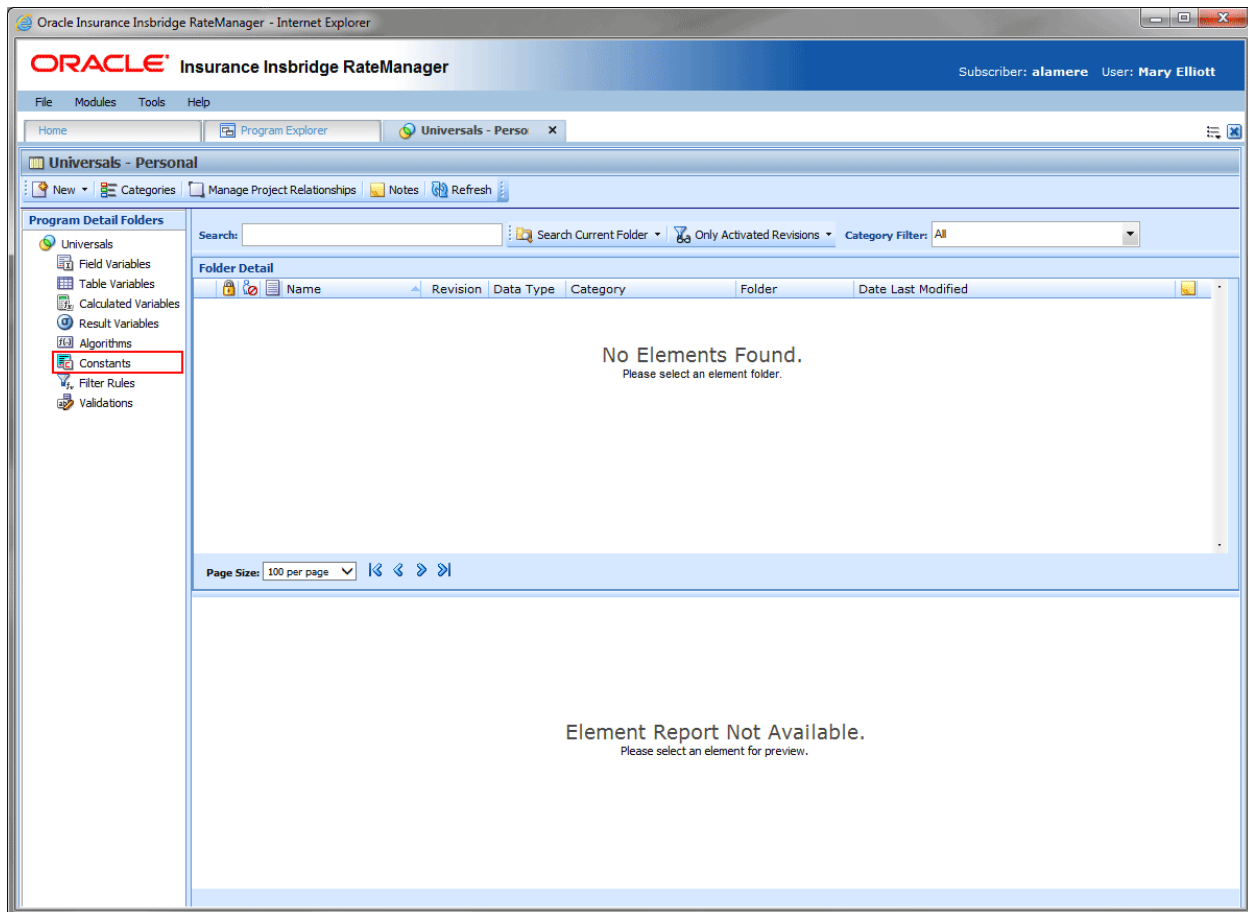 Oracle Insurance Insbridge RateManager - Internet Explorer
ORACLE Insurance Insbridge RateManager
Subscriber: alamere User: Mary Elliott
File Modules Tools Help
Home Program Explorer Universals - Perso
Universals - Personal
New Categories Manage Project Relationships Notes Refresh
Program Detail Folders
Universals
Field Variables
Table Variables
Calculated Variables
Result Variables
Algorithms
Constants
Filter Rules
Validations
Search: Search Current Folder Only Activated Revisions Category Filter: All
Folder Detail
Name Revision Data Type Category Folder Date Last Modified
No Elements Found.
Please select an element folder.
Page Size: 100 per page
Element Report Not Available.
Please select an element for preview.